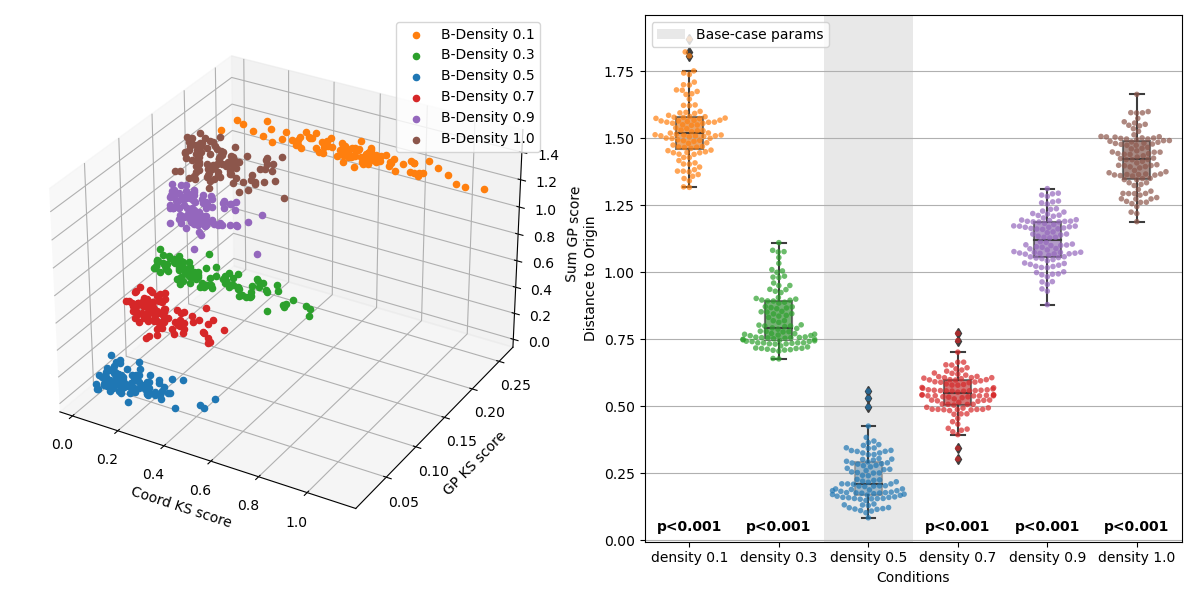 B-Density 0.1
B-Density 0.3
B-Density 0.5
B-Density 0.7
B-Density 0.9
B-Density 1.0
1.4
1.2
1.0
0.8
0.6
0.4
0.2
0.0
Sum GP score
0.25
0.20
0.15
0.10
0.05
GP KS score
0.0
0.2
0.4
0.6
0.8
1.0
Coord KS score
Base-case params
1.75
1.50
1.25
1.00
0.75
0.50
0.25
0.00
Distance to Origin
p<0.001 p<0.001 p<0.001 p<0.001 p<0.001
density 0.1 density 0.3 density 0.5 density 0.7 density 0.9 density 1.0
Conditions